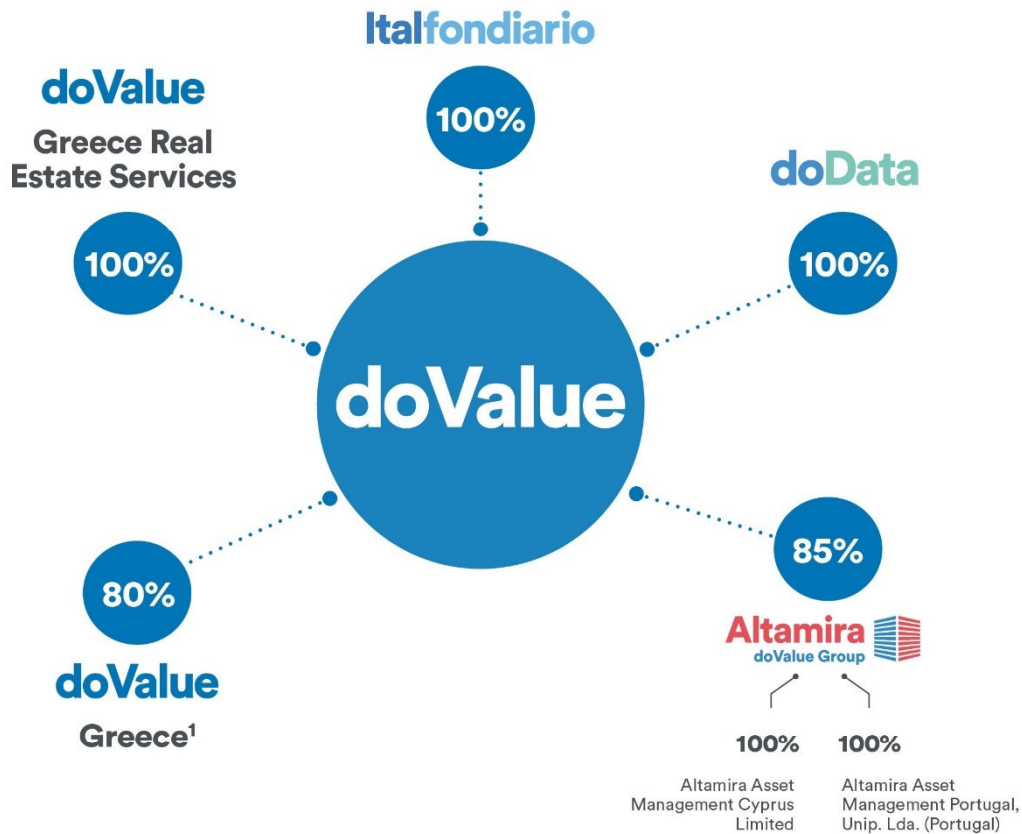 Italfondiario
100%
doValue
Greece Real
Estate Services
100%
doData
100%
doValue
80%
doValue
Greece¹
85%
Altamira
doValue Group
100%
Altamira Asset
Management Cyprus
Limited
100%
Altamira Asset
Management Portugal,
Unip. Lda. (Portugal)